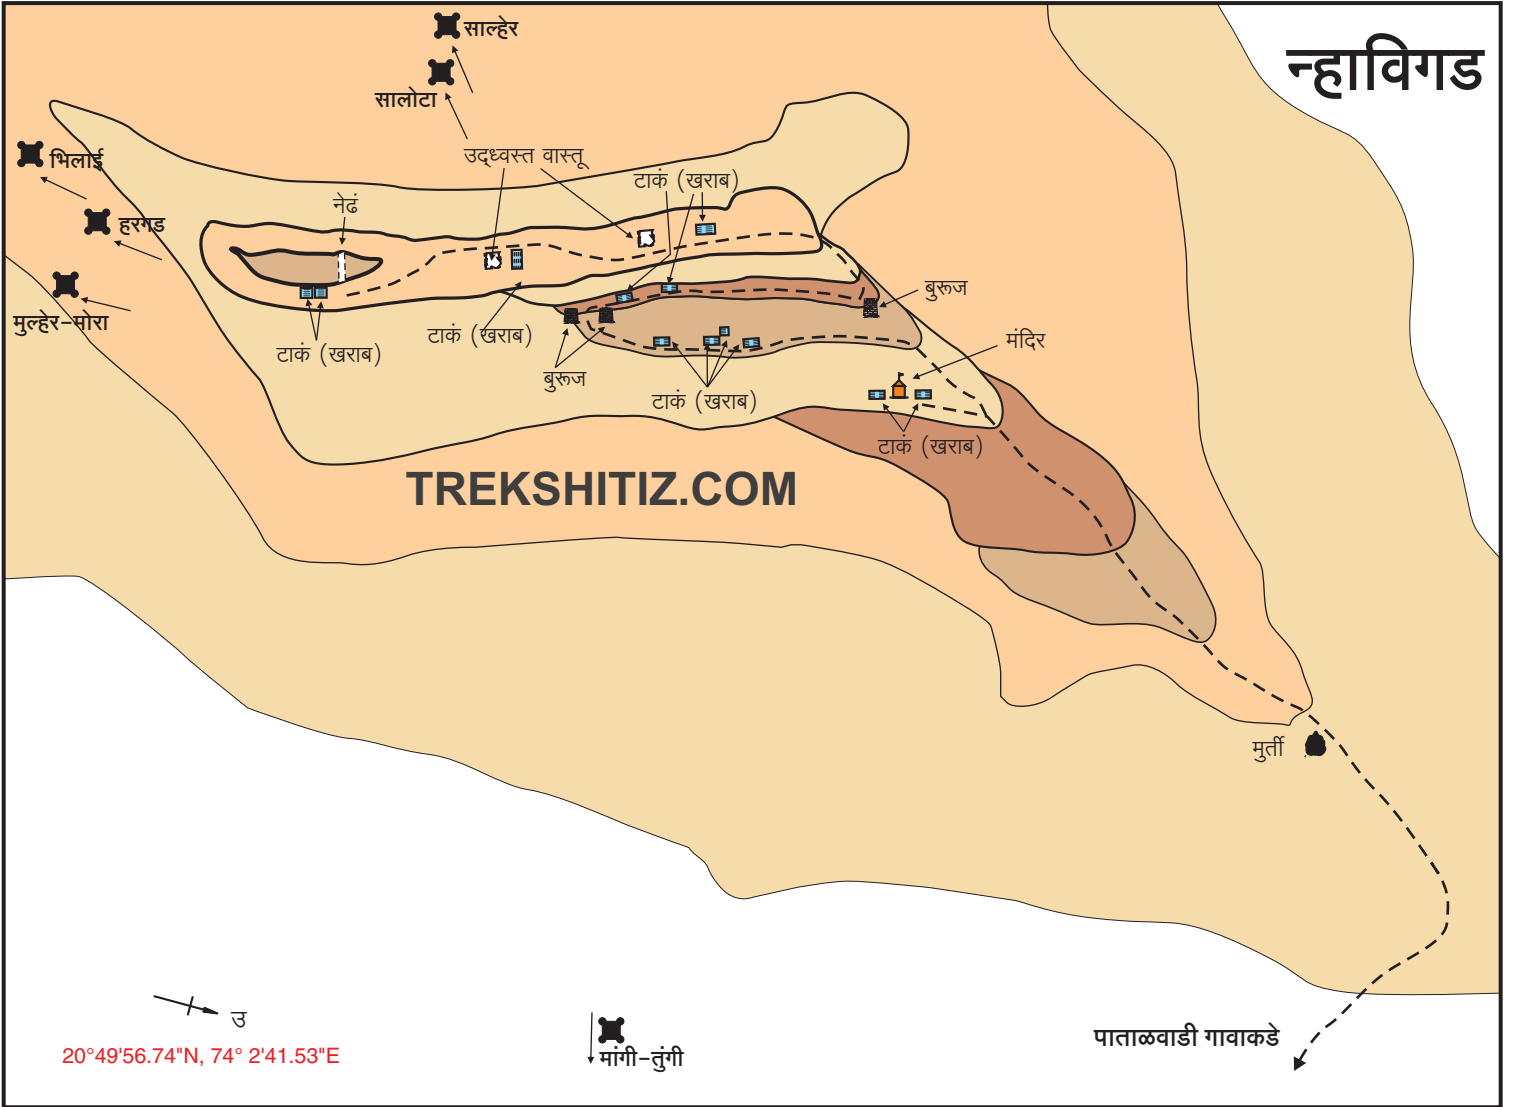 न्हाविगड
साल्हेर
सालोटा
भिलाई
हरगड
मुल्हेर-मोरा
उद्ध्वस्त वास्तू
टाकं (खराब)
नेढं
बुरूज
टाकं (खराब)
टाकं (खराब)
मंदिर
बुरूज
टाकं (खराब)
टाकं (खराब)
TREKSHITIZ.COM
मुर्ती
उ
20°49'56.74"N, 74° 2'41.53"E
मांगी-तुंगी
पाताळवाडी गावाकडे